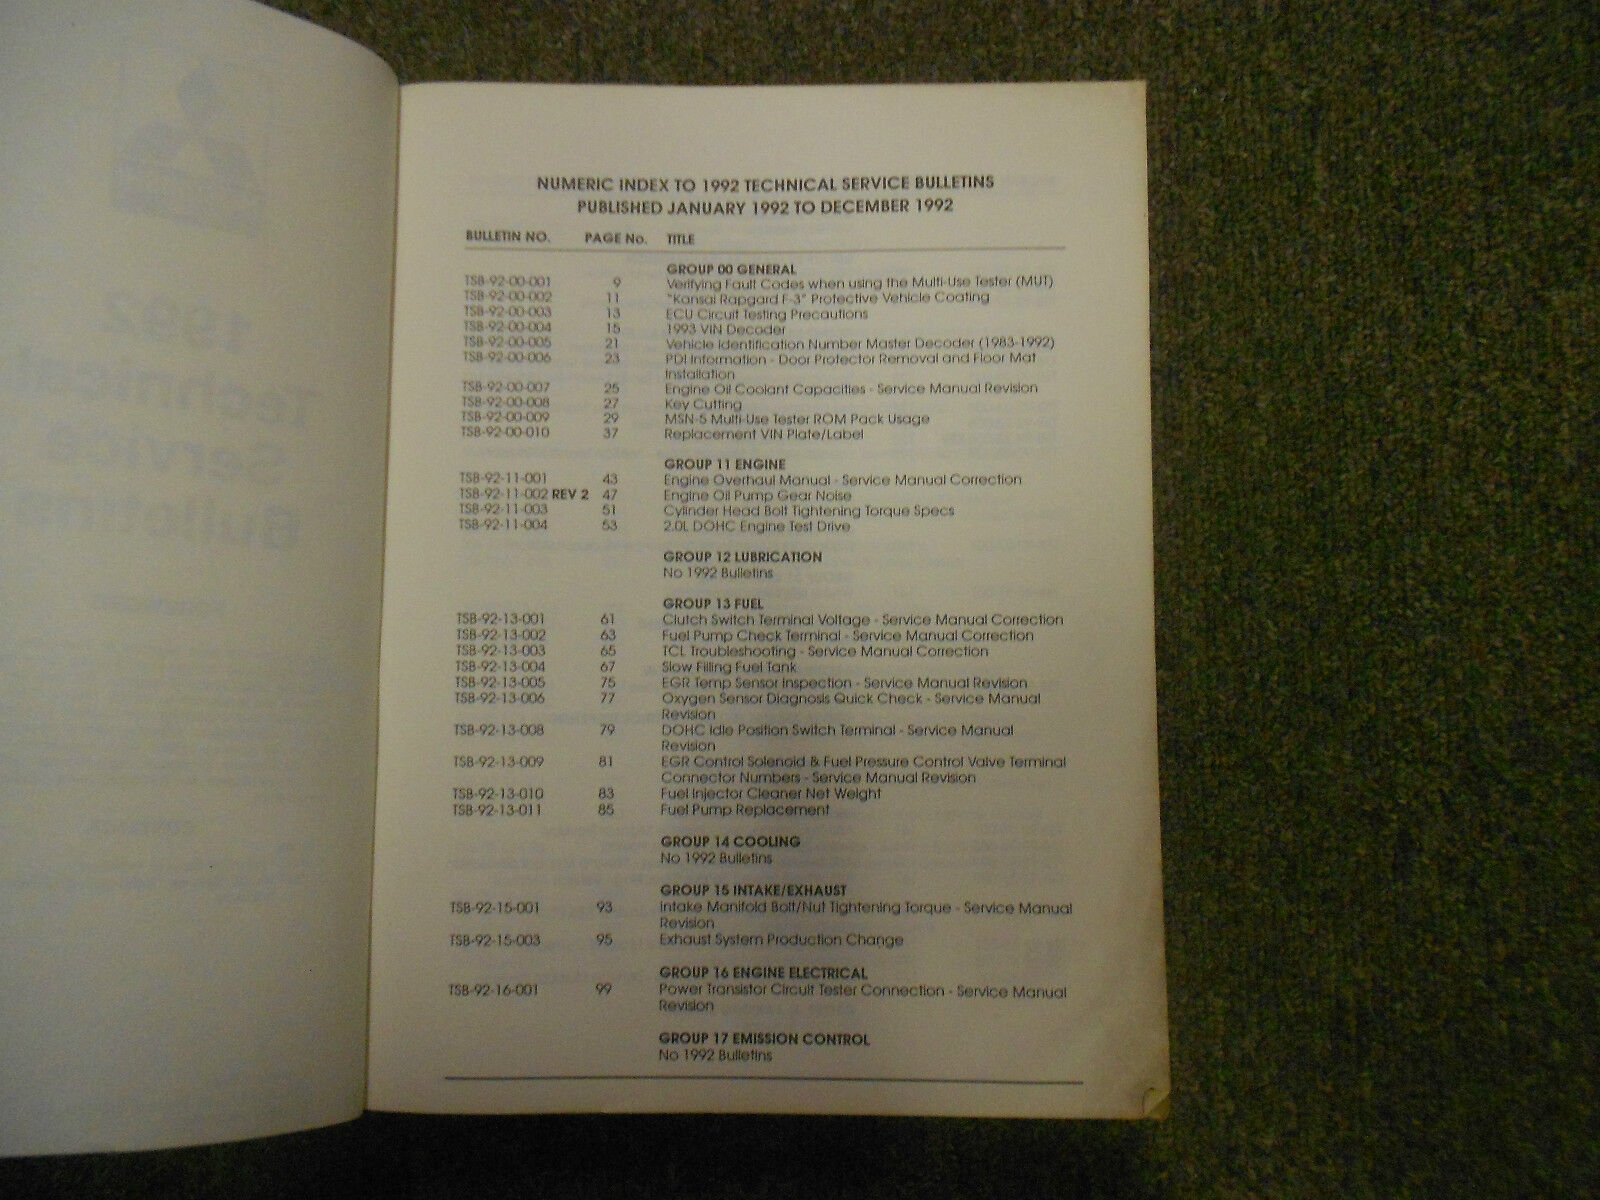 NUMERIC INDEX TO 1992 TECHNICAL SERVICE BULLETINS
PUBLISHED JANUARY 1992 TO DECEMBER 1992
BULLETIN NO. PAGE No. TITLE
GROUP 00 GENERAL
TSB-92-00-001 9 Verifying Fault Codes when using the Multi-Use Tester (MUT)
TSB-92-00-002 11 "Kansai Rapgard F-3" Protective Vehicle Coating
TSB-92-00-003 13 ECU Circuit Testing Precautions
TSB-92-00-004 15 1993 VIN Decoder
TSB-92-00-005 21 Vehicle Identification Number Master Decoder (1983-1992)
TSB-92-00-006 23 PDI Information - Door Protector Removal and Floor Mat
Installation
TSB-92-00-007 25 Engine Oil Coolant Capacities - Service Manual Revision
TSB-92-00-008 27 Key Cutting
TSB-92-00-009 29 MSN-5 Multi-Use Tester ROM Pack Usage
TSB-92-00-010 37 Replacement VIN Plate/Label
GROUP 11 ENGINE
TSB-92-11-001 43 Engine Overhaul Manual - Service Manual Correction
TSB-92-11-002 REV 2 47 Engine Oil Pump Gear Noise
TSB-92-11-003 51 Cylinder Head Bolt Tightening Torque Specs
TSB-92-11-004 53 2.0L DOHC Engine Test Drive
GROUP 12 LUBRICATION
No 1992 Bulletins
GROUP 13 FUEL
TSB-92-13-001 61 Clutch Switch Terminal Voltage - Service Manual Correction
TSB-92-13-002 63 Fuel Pump Check Terminal - Service Manual Correction
TSB-92-13-003 65 TCL Troubleshooting - Service Manual Correction
TSB-92-13-004 67 Slow Filling Fuel Tank
TSB-92-13-005 75 EGR Temp Sensor Inspection - Service Manual Revision
TSB-92-13-006 77 Oxygen Sensor Diagnosis Quick Check - Service Manual
Revision
TSB-92-13-008 79 DOHC Idle Position Switch Terminal - Service Manual
Revision
TSB-92-13-009 81 EGR Control Solenoid & Fuel Pressure Control Valve Terminal
Connector Numbers - Service Manual Revision
TSB-92-13-010 83 Fuel Injector Cleaner Net Weight
TSB-92-13-011 85 Fuel Pump Replacement
GROUP 14 COOLING
No 1992 Bulletins
GROUP 15 INTAKE/EXHAUST
TSB-92-15-001 93 Intake Manifold Bolt/Nut Tightening Torque - Service Manual
Revision
TSB-92-15-003 95 Exhaust System Production Change
GROUP 16 ENGINE ELECTRICAL
TSB-92-16-001 99 Power Transistor Circuit Tester Connection - Service Manual
Revision
GROUP 17 EMISSION CONTROL
No 1992 Bulletins